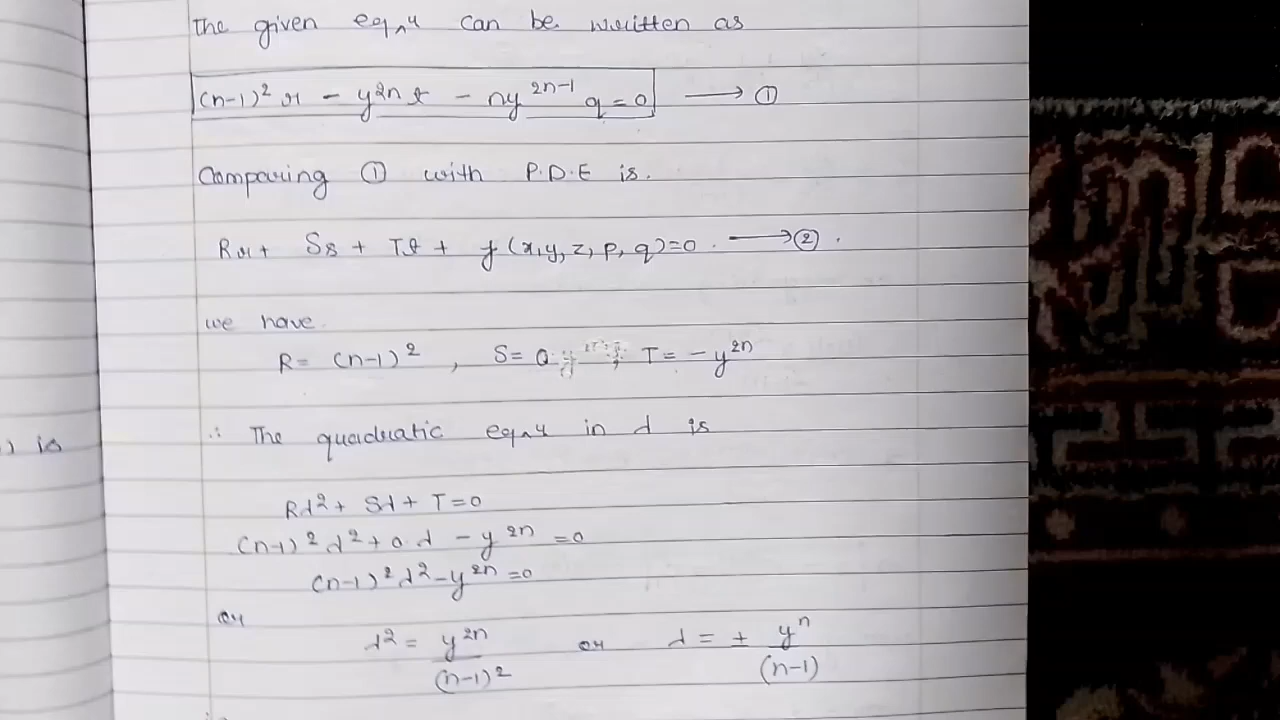 The given eqn can be written as
(n-1)² r - y²ⁿ t - ny²ⁿ⁻¹ q = 0 ⟶ ①
Comparing ① with P.D.E is.
Rr + Ss + Tt + f (x, y, z, p, q) = 0 . ⟶ ② .
we have.
R = (n-1)² , S = 0 T = - y²ⁿ
∴ The quadratic eqn in λ is
) is
Rλ² + Sλ + T = 0
(n-1)² λ² + 0.λ - y²ⁿ = 0
(n-1)² λ² - y²ⁿ = 0
or
λ² = y²ⁿ / (n-1)² or λ = ± yⁿ / (n-1)